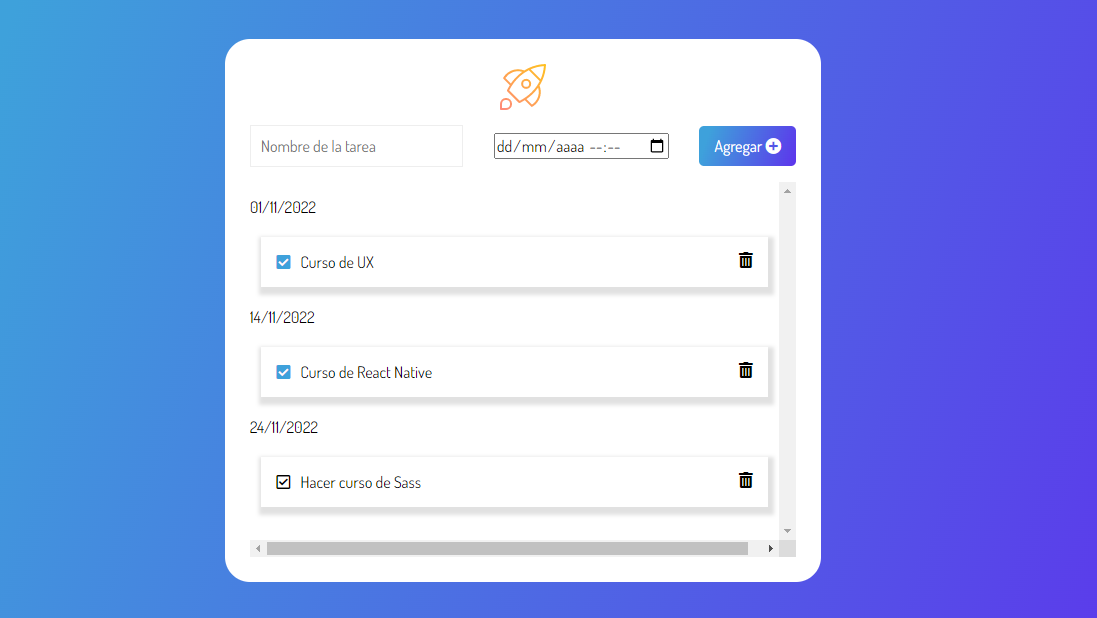 Nombre de la tarea
dd/mm/aaaa --:--
Agregar
01/11/2022
Curso de UX
14/11/2022
Curso de React Native
24/11/2022
Hacer curso de Sass